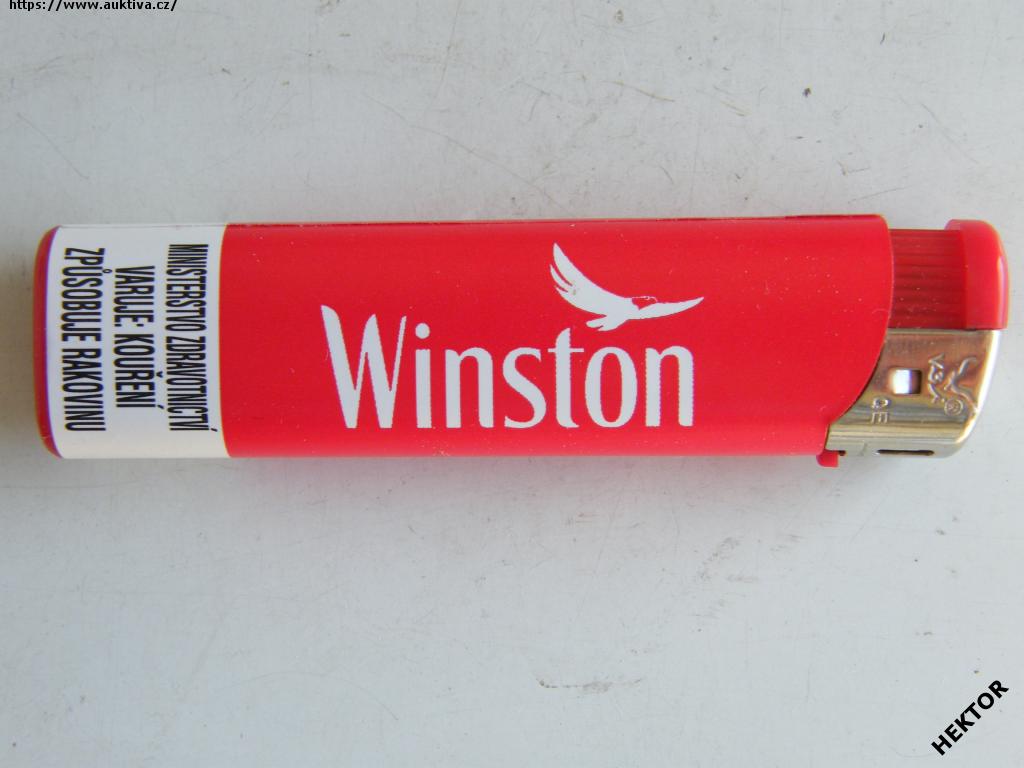 https://www.auktiva.cz/
MINISTERSTVO ZDRAVOTNICTVÍ
VARUJE: KOUŘENÍ
ZPŮSOBUJE RAKOVINU
Winston
HEKTOR